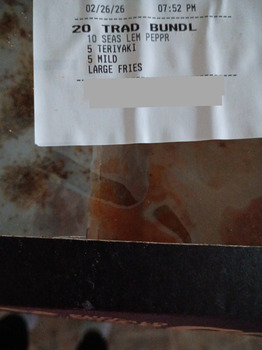 02/26/26 07:52 PM
20 TRAD BUNDL
10 SEAS LEM PEPPR
5 TERIYAKI
5 MILD
LARGE FRIES